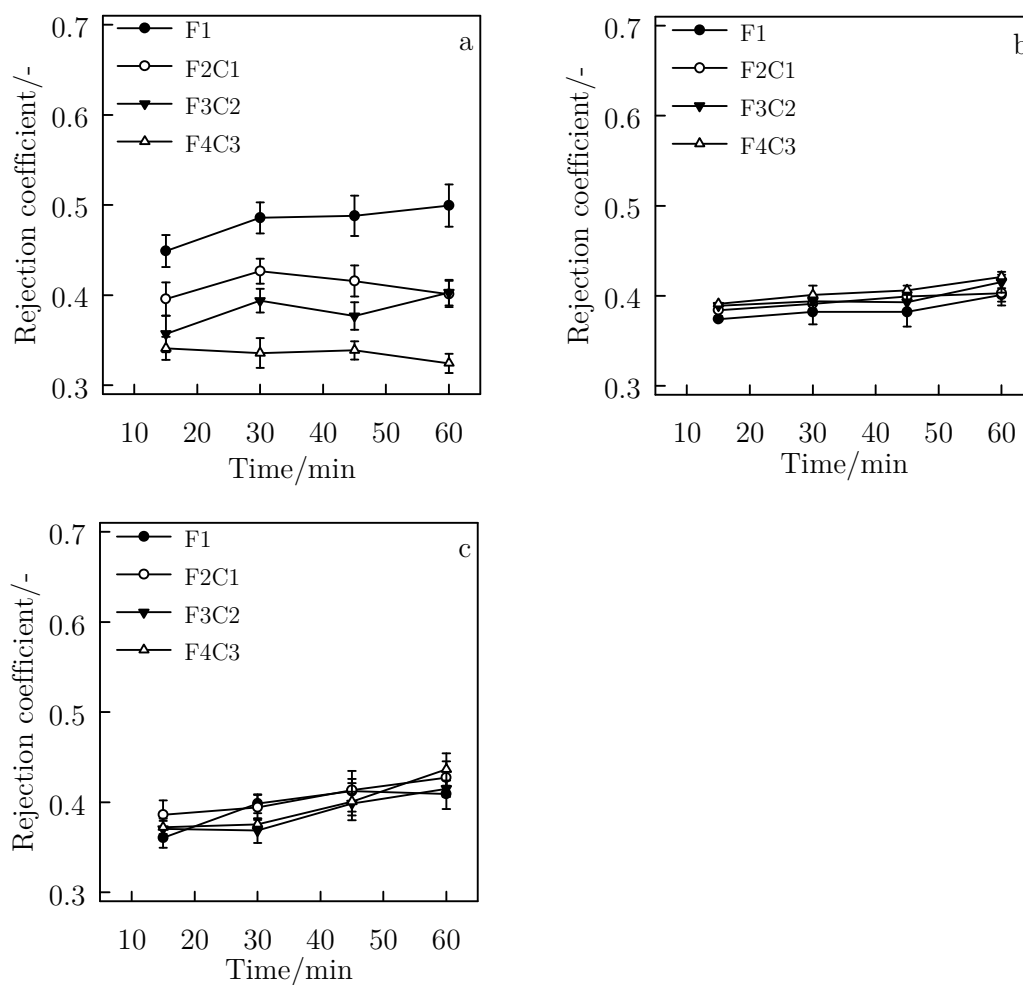 0.7
0.6
0.5
0.4
0.3
Rejection coefficient/-
F1
F2C1
F3C2
F4C3
a
10 20 30 40 50 60
Time/min
0.7
0.6
0.5
0.4
0.3
Rejection coefficient/-
F1
F2C1
F3C2
F4C3
b
10 20 30 40 50 60
Time/min
0.7
0.6
0.5
0.4
0.3
Rejection coefficient/-
F1
F2C1
F3C2
F4C3
c
10 20 30 40 50 60
Time/min